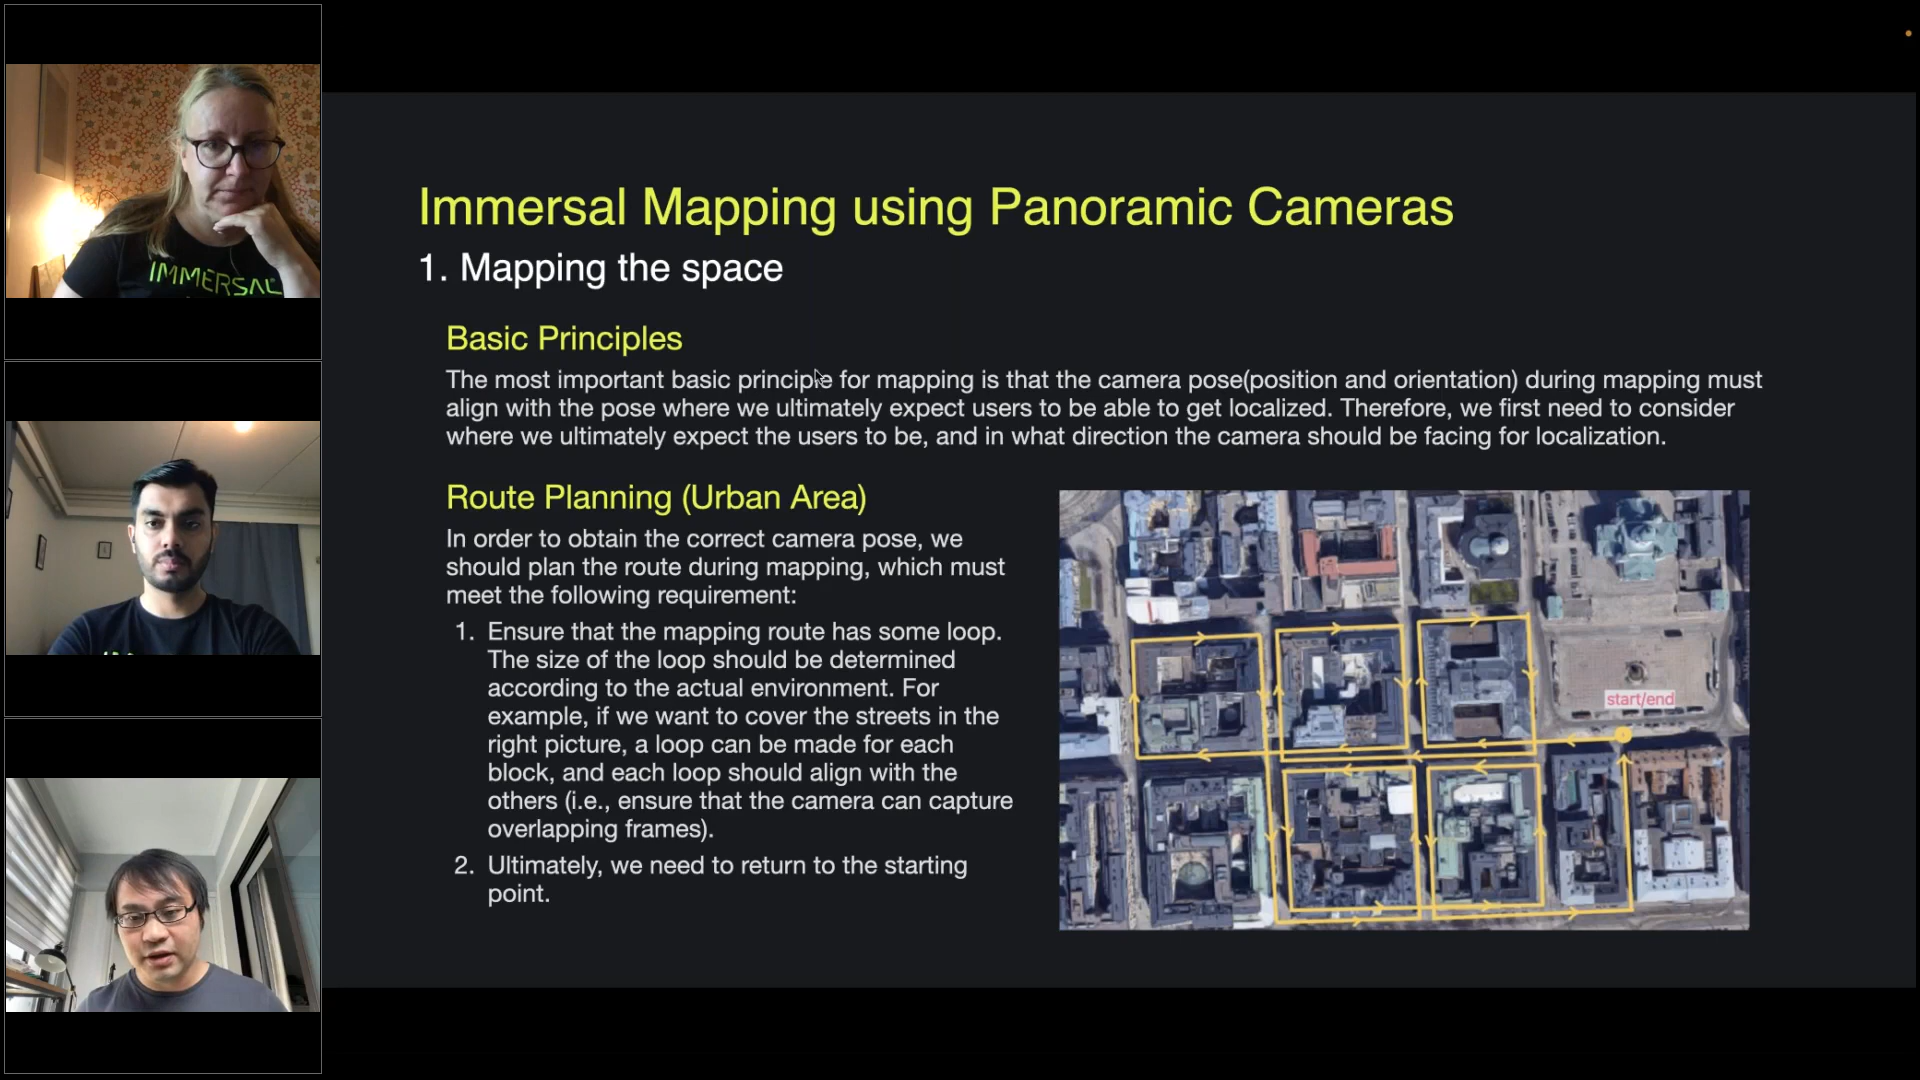 IMMERSAL
Immersal Mapping using Panoramic Cameras
1. Mapping the space
Basic Principles
The most important basic principle for mapping is that the camera pose(position and orientation) during mapping must
align with the pose where we ultimately expect users to be able to get localized. Therefore, we first need to consider
where we ultimately expect the users to be, and in what direction the camera should be facing for localization.
Route Planning (Urban Area)
In order to obtain the correct camera pose, we
should plan the route during mapping, which must
meet the following requirement:
1. Ensure that the mapping route has some loop.
The size of the loop should be determined
according to the actual environment. For
example, if we want to cover the streets in the
right picture, a loop can be made for each
block, and each loop should align with the
others (i.e., ensure that the camera can capture
overlapping frames).
2. Ultimately, we need to return to the starting
point.
start/end